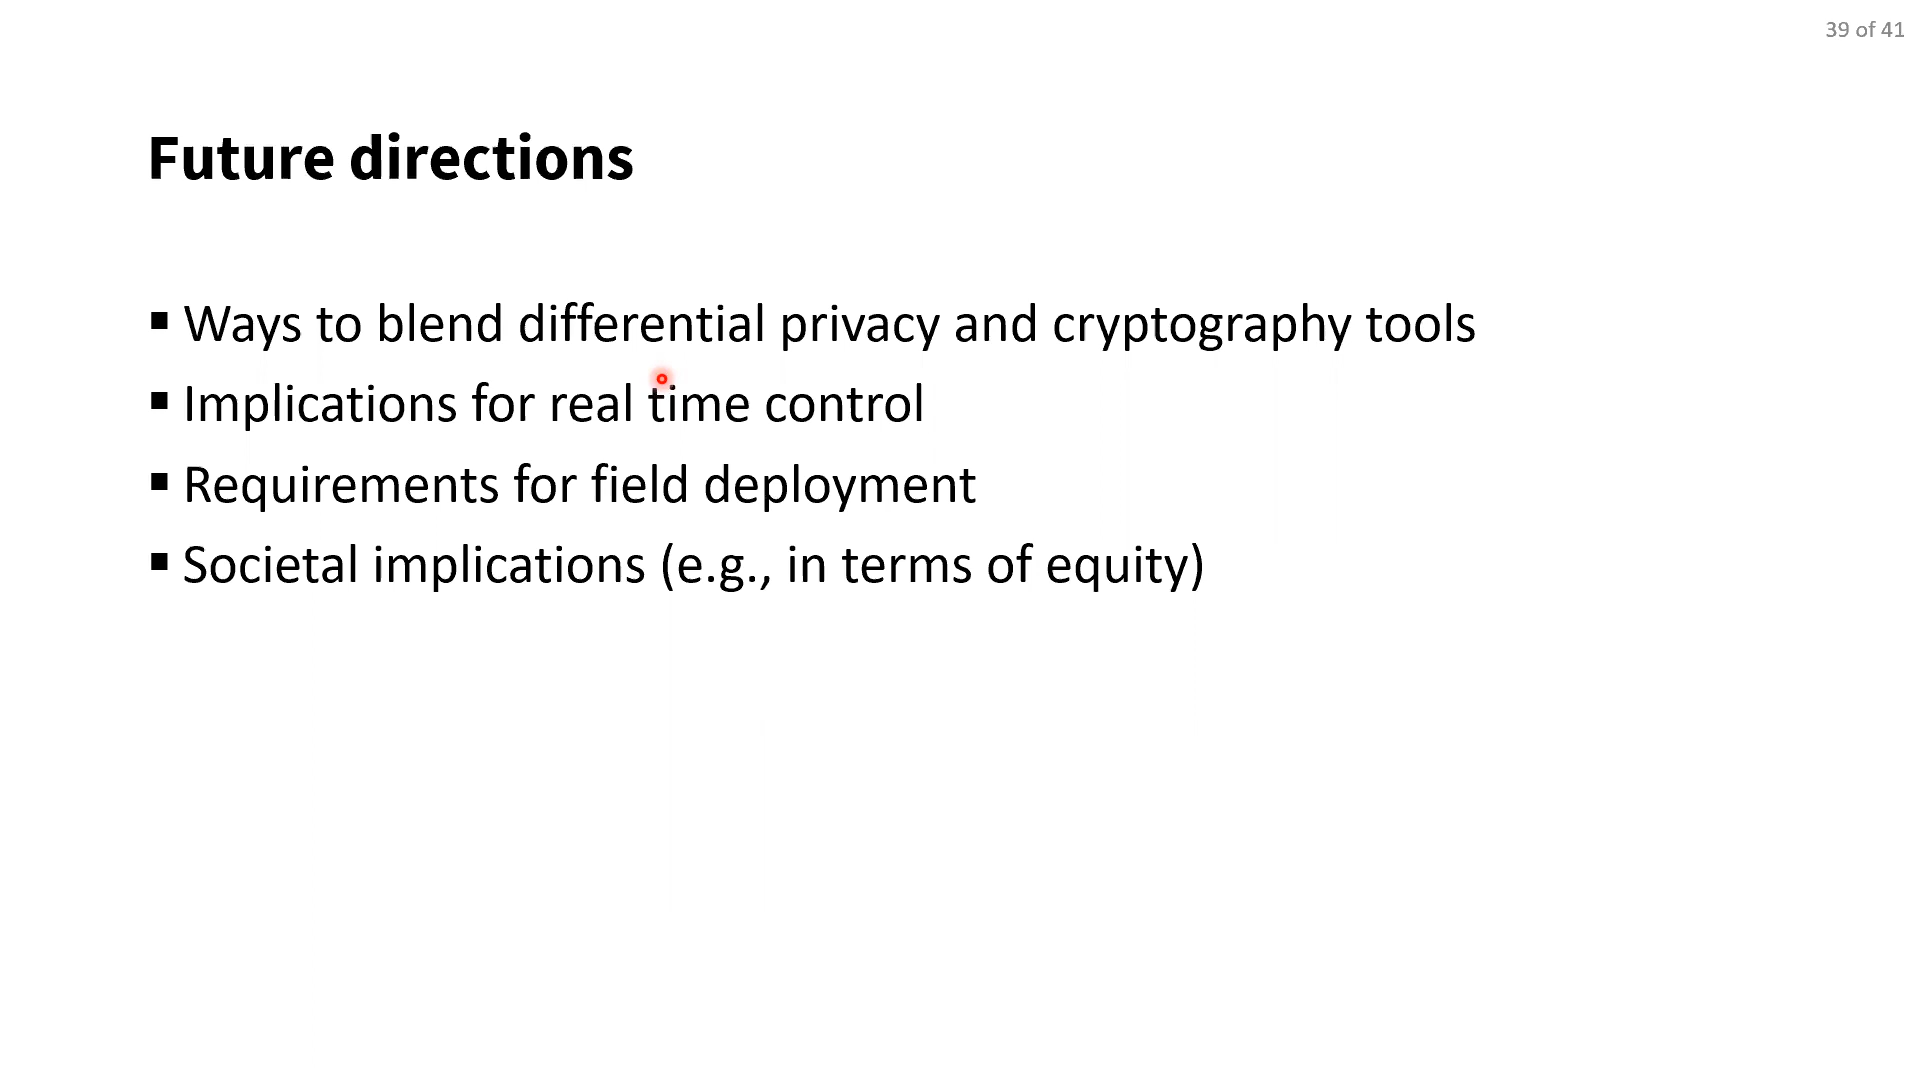 39 of 41
Future directions
▪ Ways to blend differential privacy and cryptography tools
▪ Implications for real time control
▪ Requirements for field deployment
▪ Societal implications (e.g., in terms of equity)